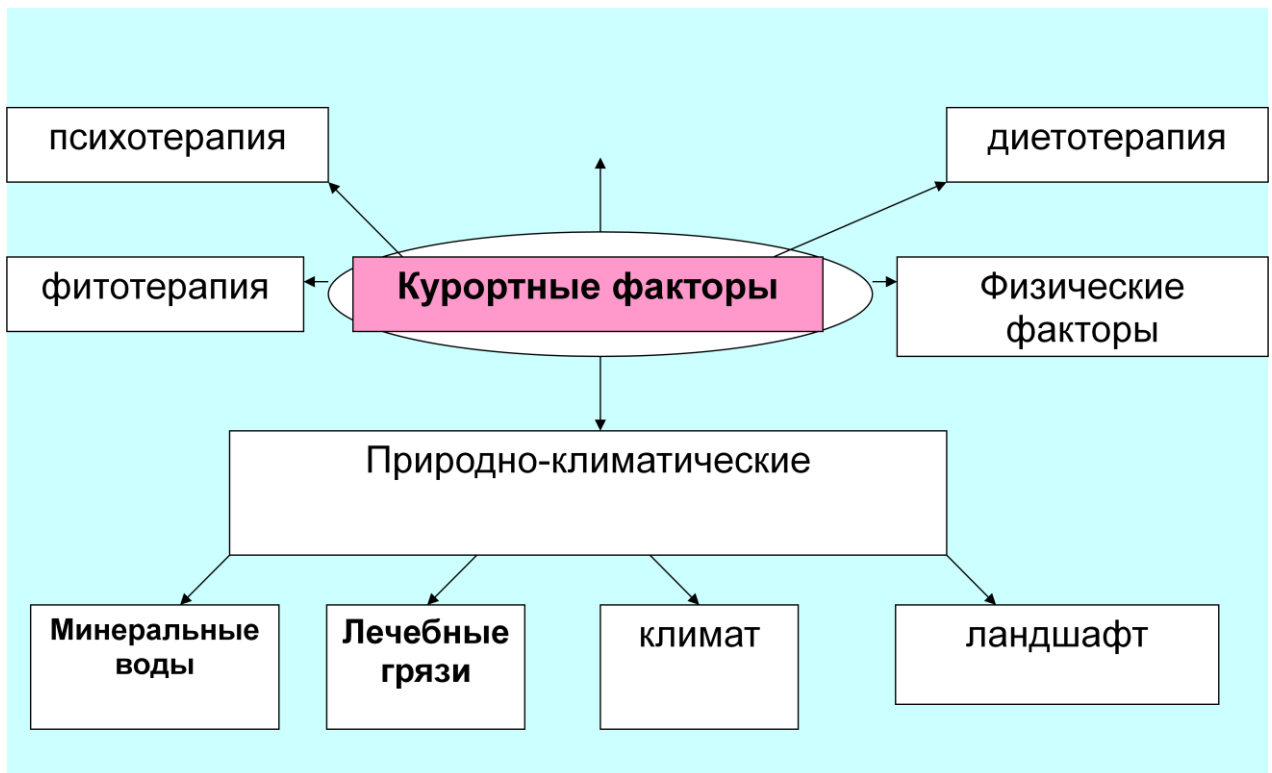 психотерапия
диетотерапия
фитотерапия
Курортные факторы
Физические
факторы
Природно-климатические
Минеральные
воды
Лечебные
грязи
климат
ландшафт